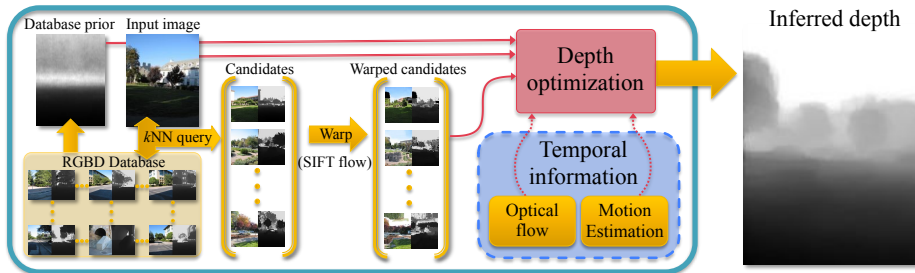 Database prior
Input image
Candidates
Warped candidates
Depth
optimization
Inferred depth
kNN query
Warp
(SIFT flow)
RGBD Database
Temporal
information
Optical
flow
Motion
Estimation